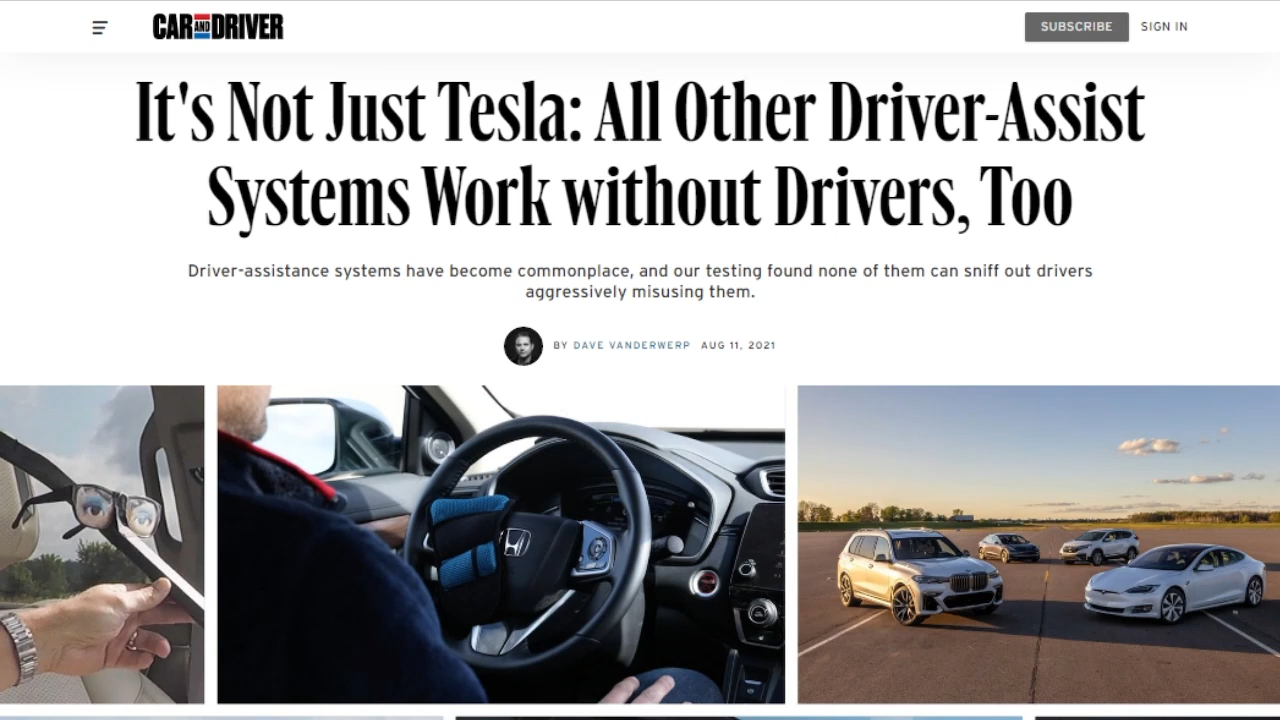 CAR AND DRIVER
SUBSCRIBE
SIGN IN
It's Not Just Tesla: All Other Driver-Assist
Systems Work without Drivers, Too
Driver-assistance systems have become commonplace, and our testing found none of them can sniff out drivers
aggressively misusing them.
BY DAVE VANDERWERP AUG 11, 2021